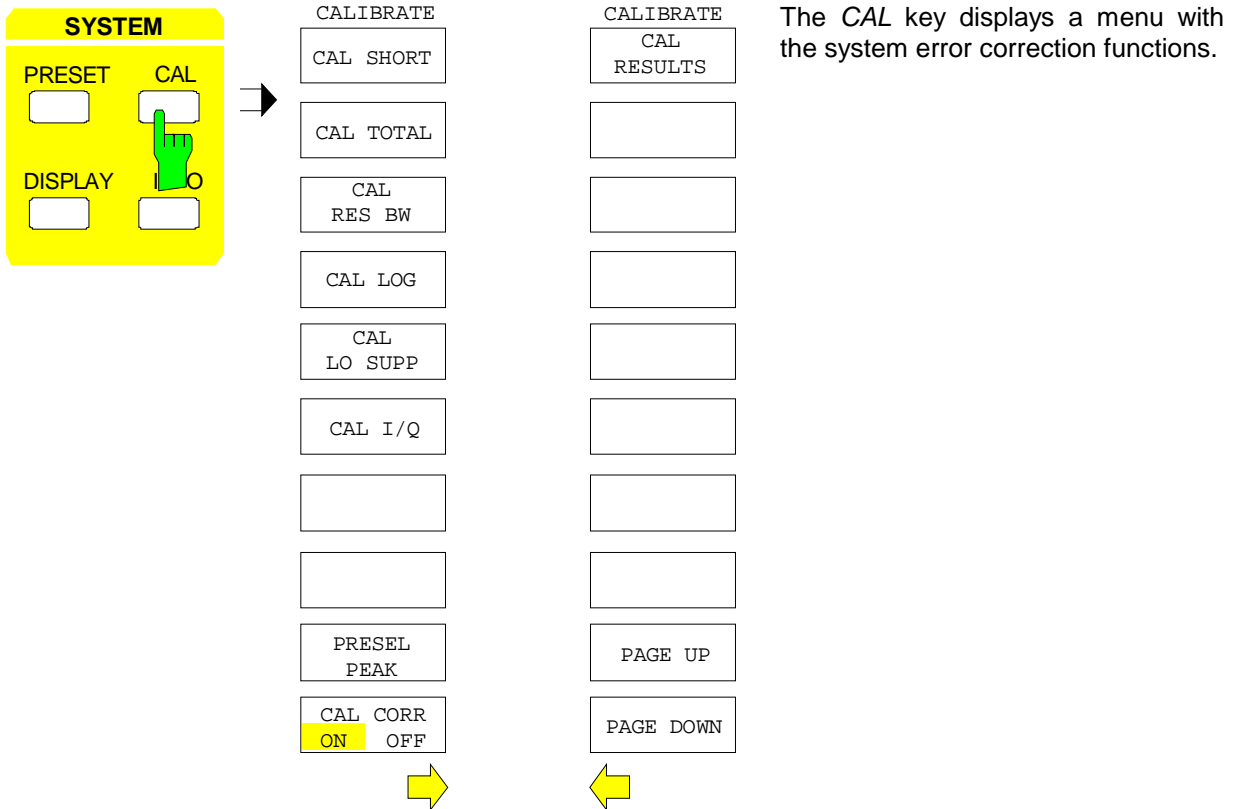 SYSTEM
PRESET CAL
DISPLAY
CALIBRATE
CAL SHORT
CAL TOTAL
CAL
RES BW
CAL LOG
CAL
LO SUPP
CAL I/Q
PRESEL
PEAK
CAL CORR
ON OFF
CALIBRATE
CAL
RESULTS
PAGE UP
PAGE DOWN
The CAL key displays a menu with
the system error correction functions.